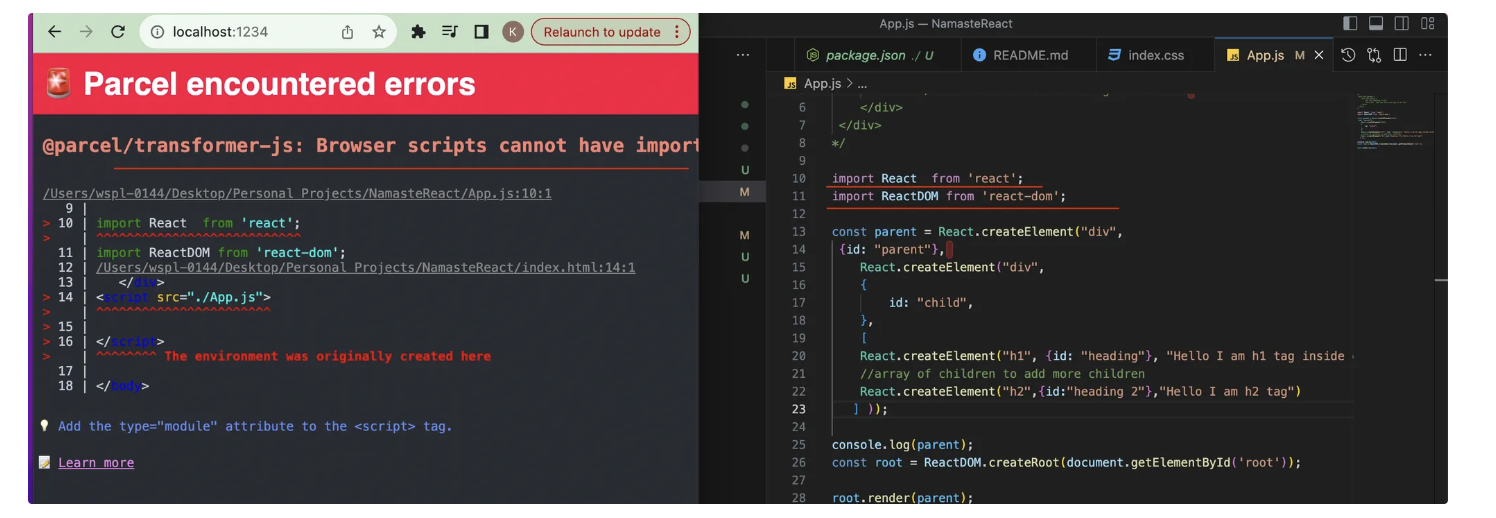 localhost:1234
K
Relaunch to update
Parcel encountered errors
@parcel/transformer-js: Browser scripts cannot have import
/Users/wspl-0144/Desktop/Personal Projects/NamasteReact/App.js:10:1
9 |
> 10 | import React  from 'react';
> | ^^^^^^^^^^^^^^^^^^^^^^^^^^^
11 | import ReactDOM from 'react-dom';
12 | /Users/wspl-0144/Desktop/Personal Projects/NamasteReact/index.html:14:1
13 |    </div>
> 14 | <script src="./App.js">
> | ^^^^^^^^^^^^^^^^^^^^^^^
> 15 |
> 16 | </script>
> | ^^^^^^^^ The environment was originally created here
17 |
18 | </body>
Add the type="module" attribute to the <script> tag.
Learn more
App.js — NamasteReact
package.json ./ U
README.md
index.css
JS App.js M
JS App.js > ...
U
M
M
U
U
6 </div>
7 </div>
8 */
9
10 import React  from 'react';
11 import ReactDOM from 'react-dom';
12
13 const parent = React.createElement("div",
14 {id: "parent"},
15 React.createElement("div",
16 {
17 id: "child",
18 },
19 [
20 React.createElement("h1", {id: "heading"}, "Hello I am h1 tag inside
21 //array of children to add more children
22 React.createElement("h2",{id:"heading 2"},"Hello I am h2 tag")
23 ] ));
24
25 console.log(parent);
26 const root = ReactDOM.createRoot(document.getElementById('root'));
27
28 root.render(parent);